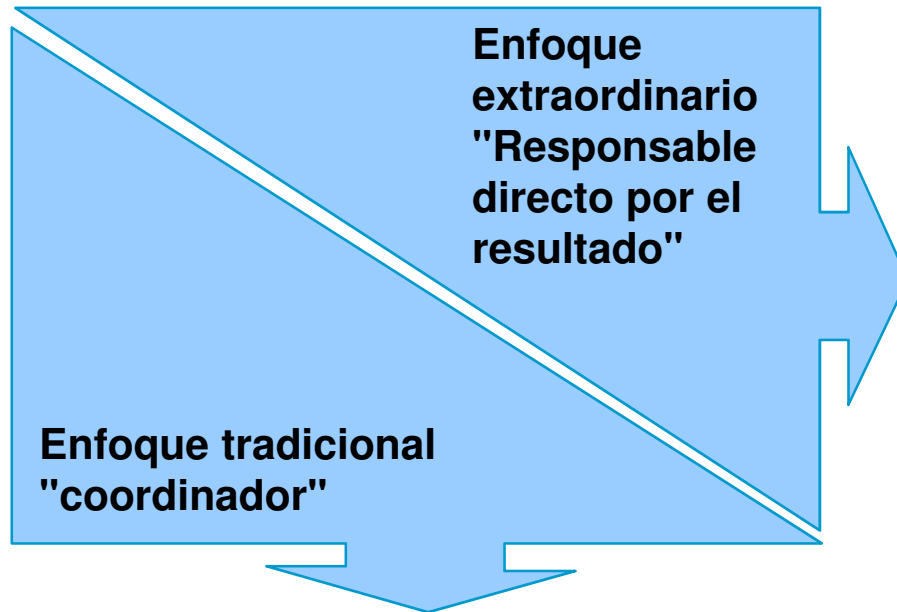 Enfoque
extraordinario
"Responsable
directo por el
resultado"
Enfoque tradicional
"coordinador"